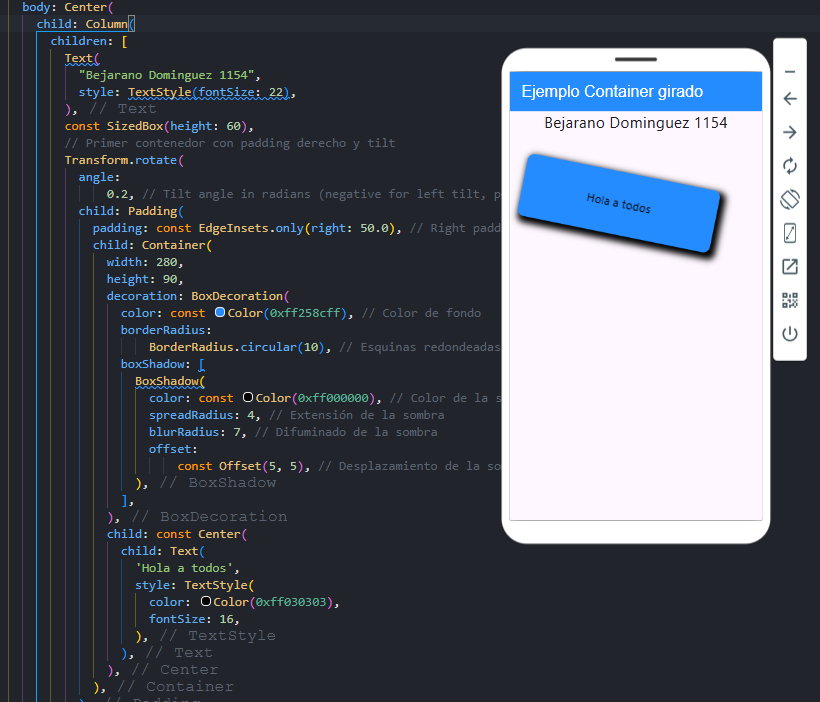 body: Center(
child: Column(
children: [
Text(
"Bejarano Dominguez 1154",
style: TextStyle(fontSize: 22),
), // Text
const SizedBox(height: 60),
// Primer contenedor con padding derecho y tilt
Transform.rotate(
angle:
0.2, // Tilt angle in radians (negative for left tilt, p
child: Padding(
padding: const EdgeInsets.only(right: 50.0), // Right padd
child: Container(
width: 280,
height: 90,
decoration: BoxDecoration(
color: const Color(0xff258cff), // Color de fondo
borderRadius:
BorderRadius.circular(10), // Esquinas redondeadas
boxShadow: [
BoxShadow(
color: const Color(0xff000000), // Color de la s
spreadRadius: 4, // Extensión de la sombra
blurRadius: 7, // Difuminado de la sombra
offset:
const Offset(5, 5), // Desplazamiento de la so
), // BoxShadow
],
), // BoxDecoration
child: const Center(
child: Text(
'Hola a todos',
style: TextStyle(
color: Color(0xff030303),
fontSize: 16,
), // TextStyle
), // Text
), // Center
), // Container
), // Padding
Ejemplo Container girado
Bejarano Dominguez 1154
Hola a todos